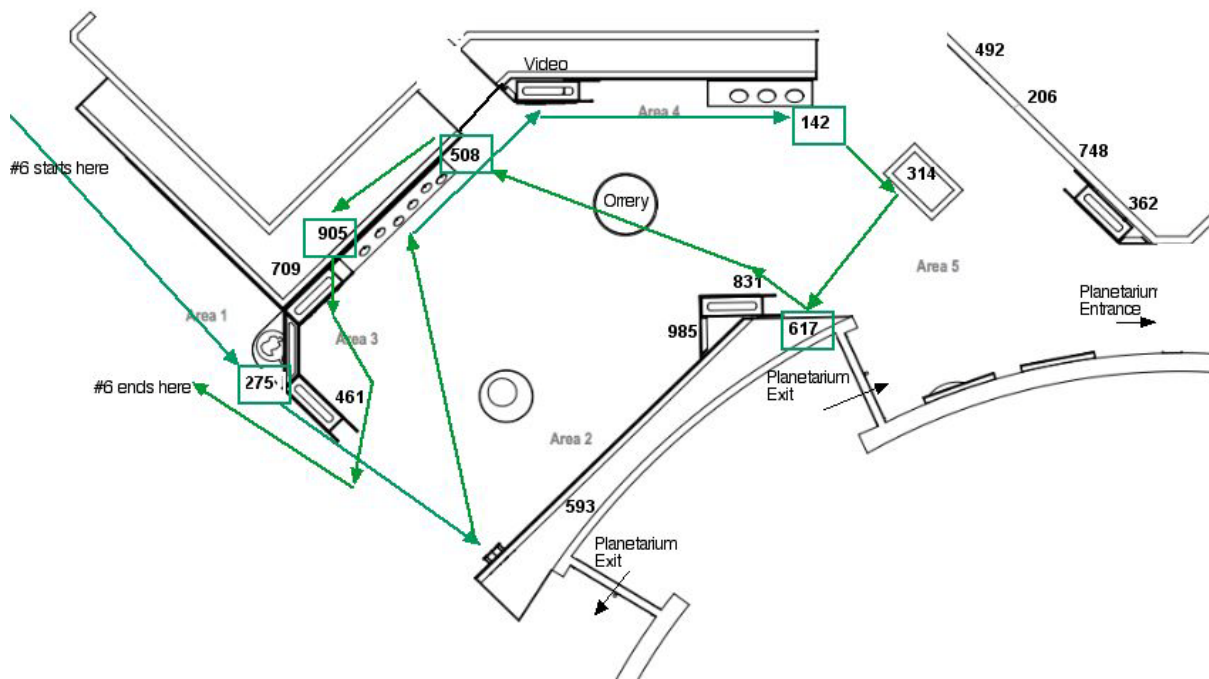 492
Video
206
Area 4
142
508
748
314
#6 starts here
362
Orrery
905
709
Area 5
831
Planetarium
Entrance
Area 1
617
985
Area 3
Planetarium
Exit
275
#6 ends here
461
Area 2
593
Planetarium
Exit